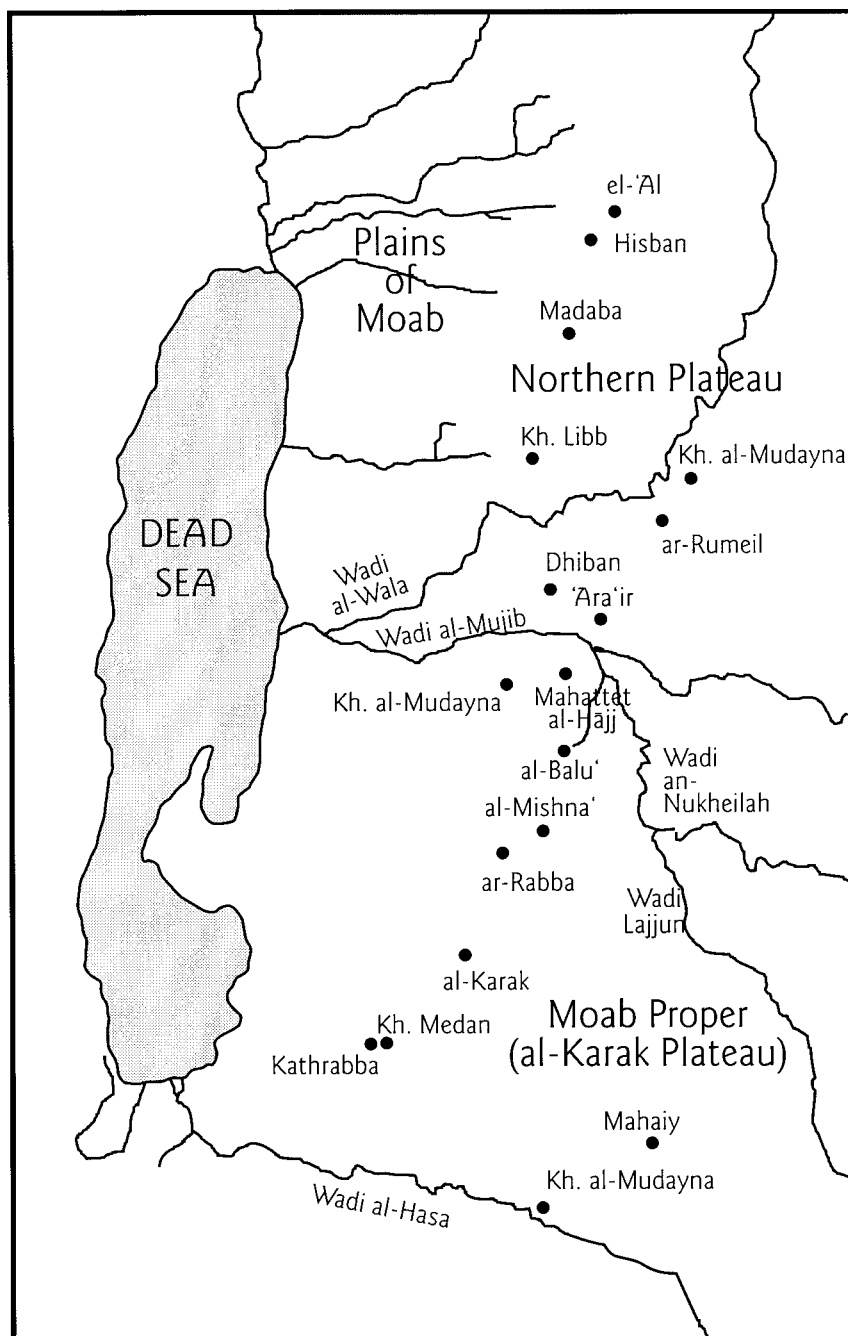 el-‘Al
Hisban
Plains
of
Moab
Madaba
Northern Plateau
Kh. Libb
Kh. al-Mudayna
ar-Rumeil
DEAD
SEA
Wadi
al-Wala
Dhiban
‘Ara‘ir
Wadi al-Mujib
Kh. al-Mudayna
Mahattet
al-Hājj
al-Balu‘
Wadi
an-
Nukheilah
al-Mishna‘
ar-Rabba
Wadi
Lajjun
al-Karak
Kh. Medan
Kathrabba
Moab Proper
(al-Karak Plateau)
Mahaiy
Kh. al-Mudayna
Wadi al-Hasa